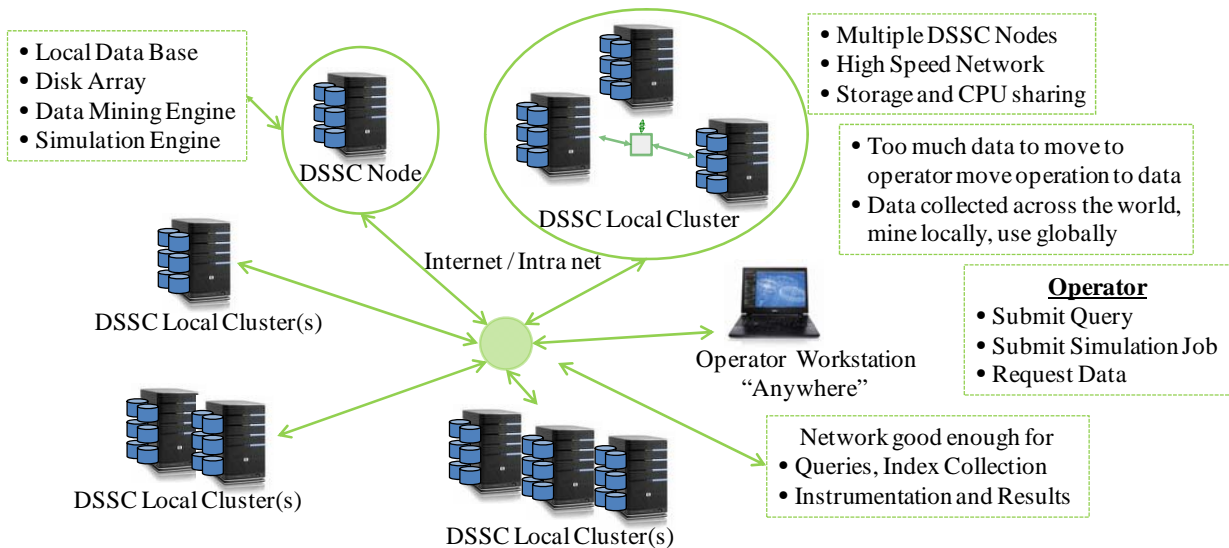 • Local Data Base
• Disk Array
• Data Mining Engine
• Simulation Engine
DSSC Node
DSSC Local Cluster
• Multiple DSSC Nodes
• High Speed Network
• Storage and CPU sharing
• Too much data to move to
operator move operation to data
• Data collected across the world,
mine locally, use globally
Internet / Intra net
DSSC Local Cluster(s)
Operator Workstation
“Anywhere”
Operator
• Submit Query
• Submit Simulation Job
• Request Data
DSSC Local Cluster(s)
DSSC Local Cluster(s)
Network good enough for
• Queries, Index Collection
• Instrumentation and Results